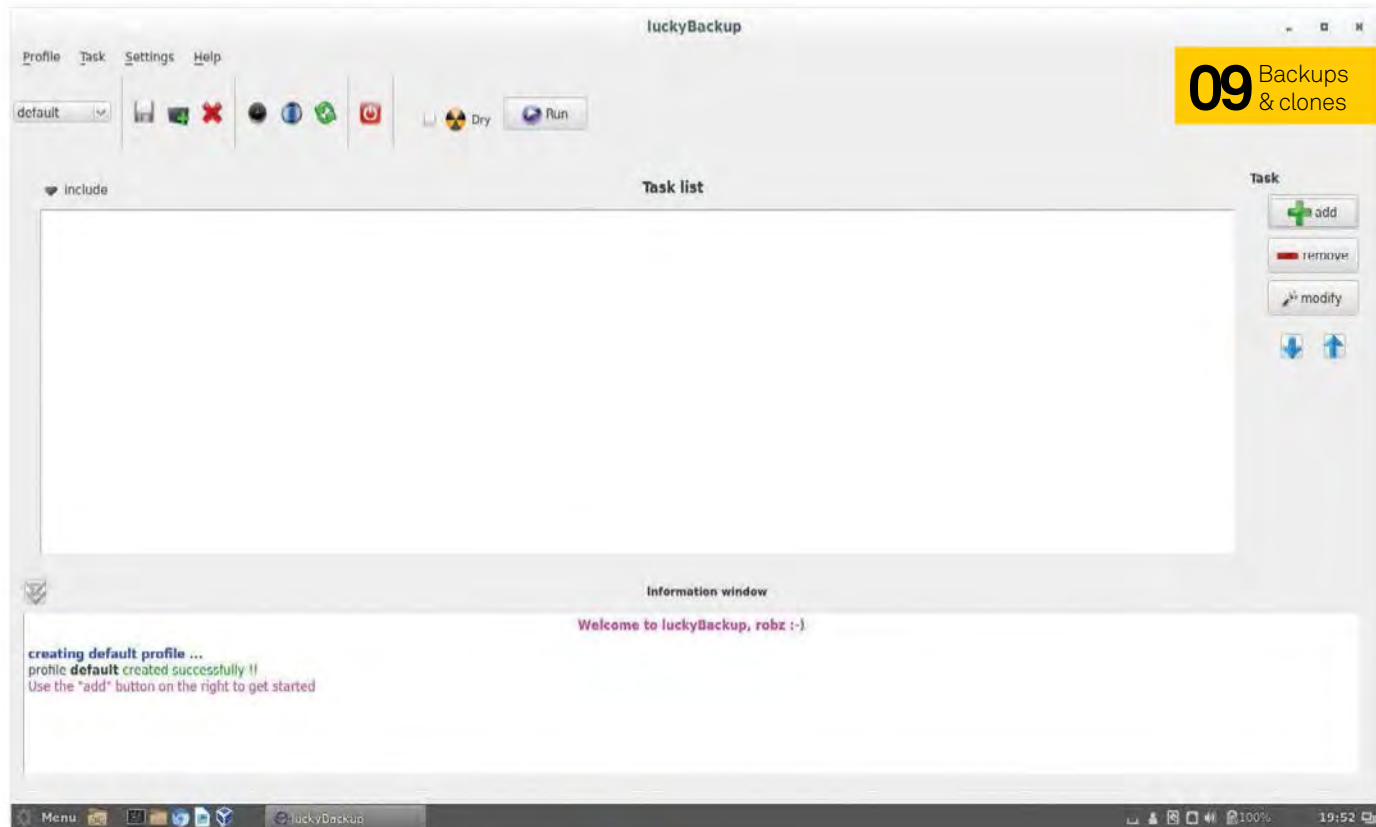 luckyBackup
Profile Task Settings Help
09 Backups & clones
default
Dry
Run
include
Task list
Task
add
remove
modify
Information window
Welcome to luckyBackup, robz :-)
creating default profile ...
profile default created successfully !!
Use the "add" button on the right to get started
Menu
luckyBackup
100%
19:52